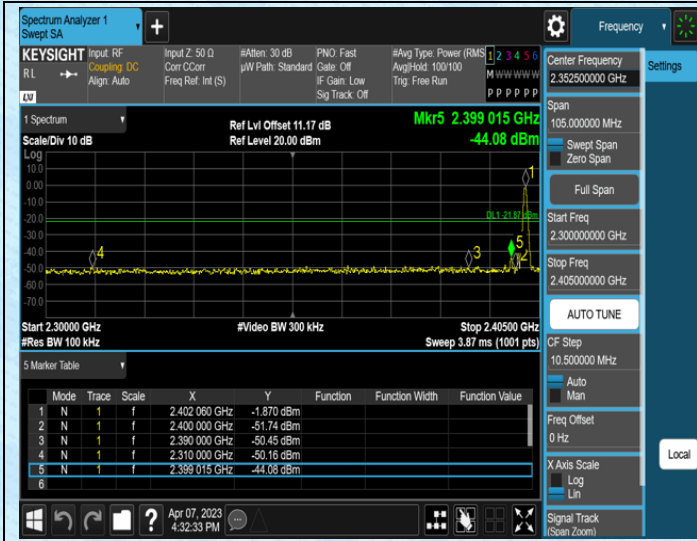 Spectrum Analyzer 1
Swept SA
Frequency
KEYSIGHT
RL
LXI
Input: RF
Coupling: DC
Align: Auto
Input Z: 50 Ω
Corr CCorr
Freq Ref: Int (S)
#Atten: 30 dB
µW Path: Standard
PNO: Fast
Gate: Off
IF Gain: Low
Sig Track: Off
#Avg Type: Power (RMS
Avg|Hold: 100/100
Trig: Free Run
1 2 3 4 5 6
M W W W W W
P P P P P P
1 Spectrum
Scale/Div 10 dB
Log
Ref Lvl Offset 11.17 dB
Ref Level 20.00 dBm
Mkr5 2.399 015 GHz
-44.08 dBm
10.0
0.00
-10.0
-20.0
-30.0
-40.0
-50.0
-60.0
-70.0
1
DL1 -21.87 dBm
4
3
5
2
Start 2.30000 GHz
#Res BW 100 kHz
#Video BW 300 kHz
Stop 2.40500 GHz
Sweep 3.87 ms (1001 pts)
5 Marker Table
Mode Trace Scale X Y Function Function Width Function Value
1 N 1 f 2.402 060 GHz -1.870 dBm
2 N 1 f 2.400 000 GHz -51.74 dBm
3 N 1 f 2.390 000 GHz -50.45 dBm
4 N 1 f 2.310 000 GHz -50.16 dBm
5 N 1 f 2.399 015 GHz -44.08 dBm
6
?
Apr 07, 2023
4:32:33 PM
Center Frequency
2.352500000 GHz
Span
105.000000 MHz
Swept Span
Zero Span
Full Span
Start Freq
2.300000000 GHz
Stop Freq
2.405000000 GHz
AUTO TUNE
CF Step
10.500000 MHz
Auto
Man
Freq Offset
0 Hz
X Axis Scale
Log
Lin
Signal Track
(Span Zoom)
Settings
Local